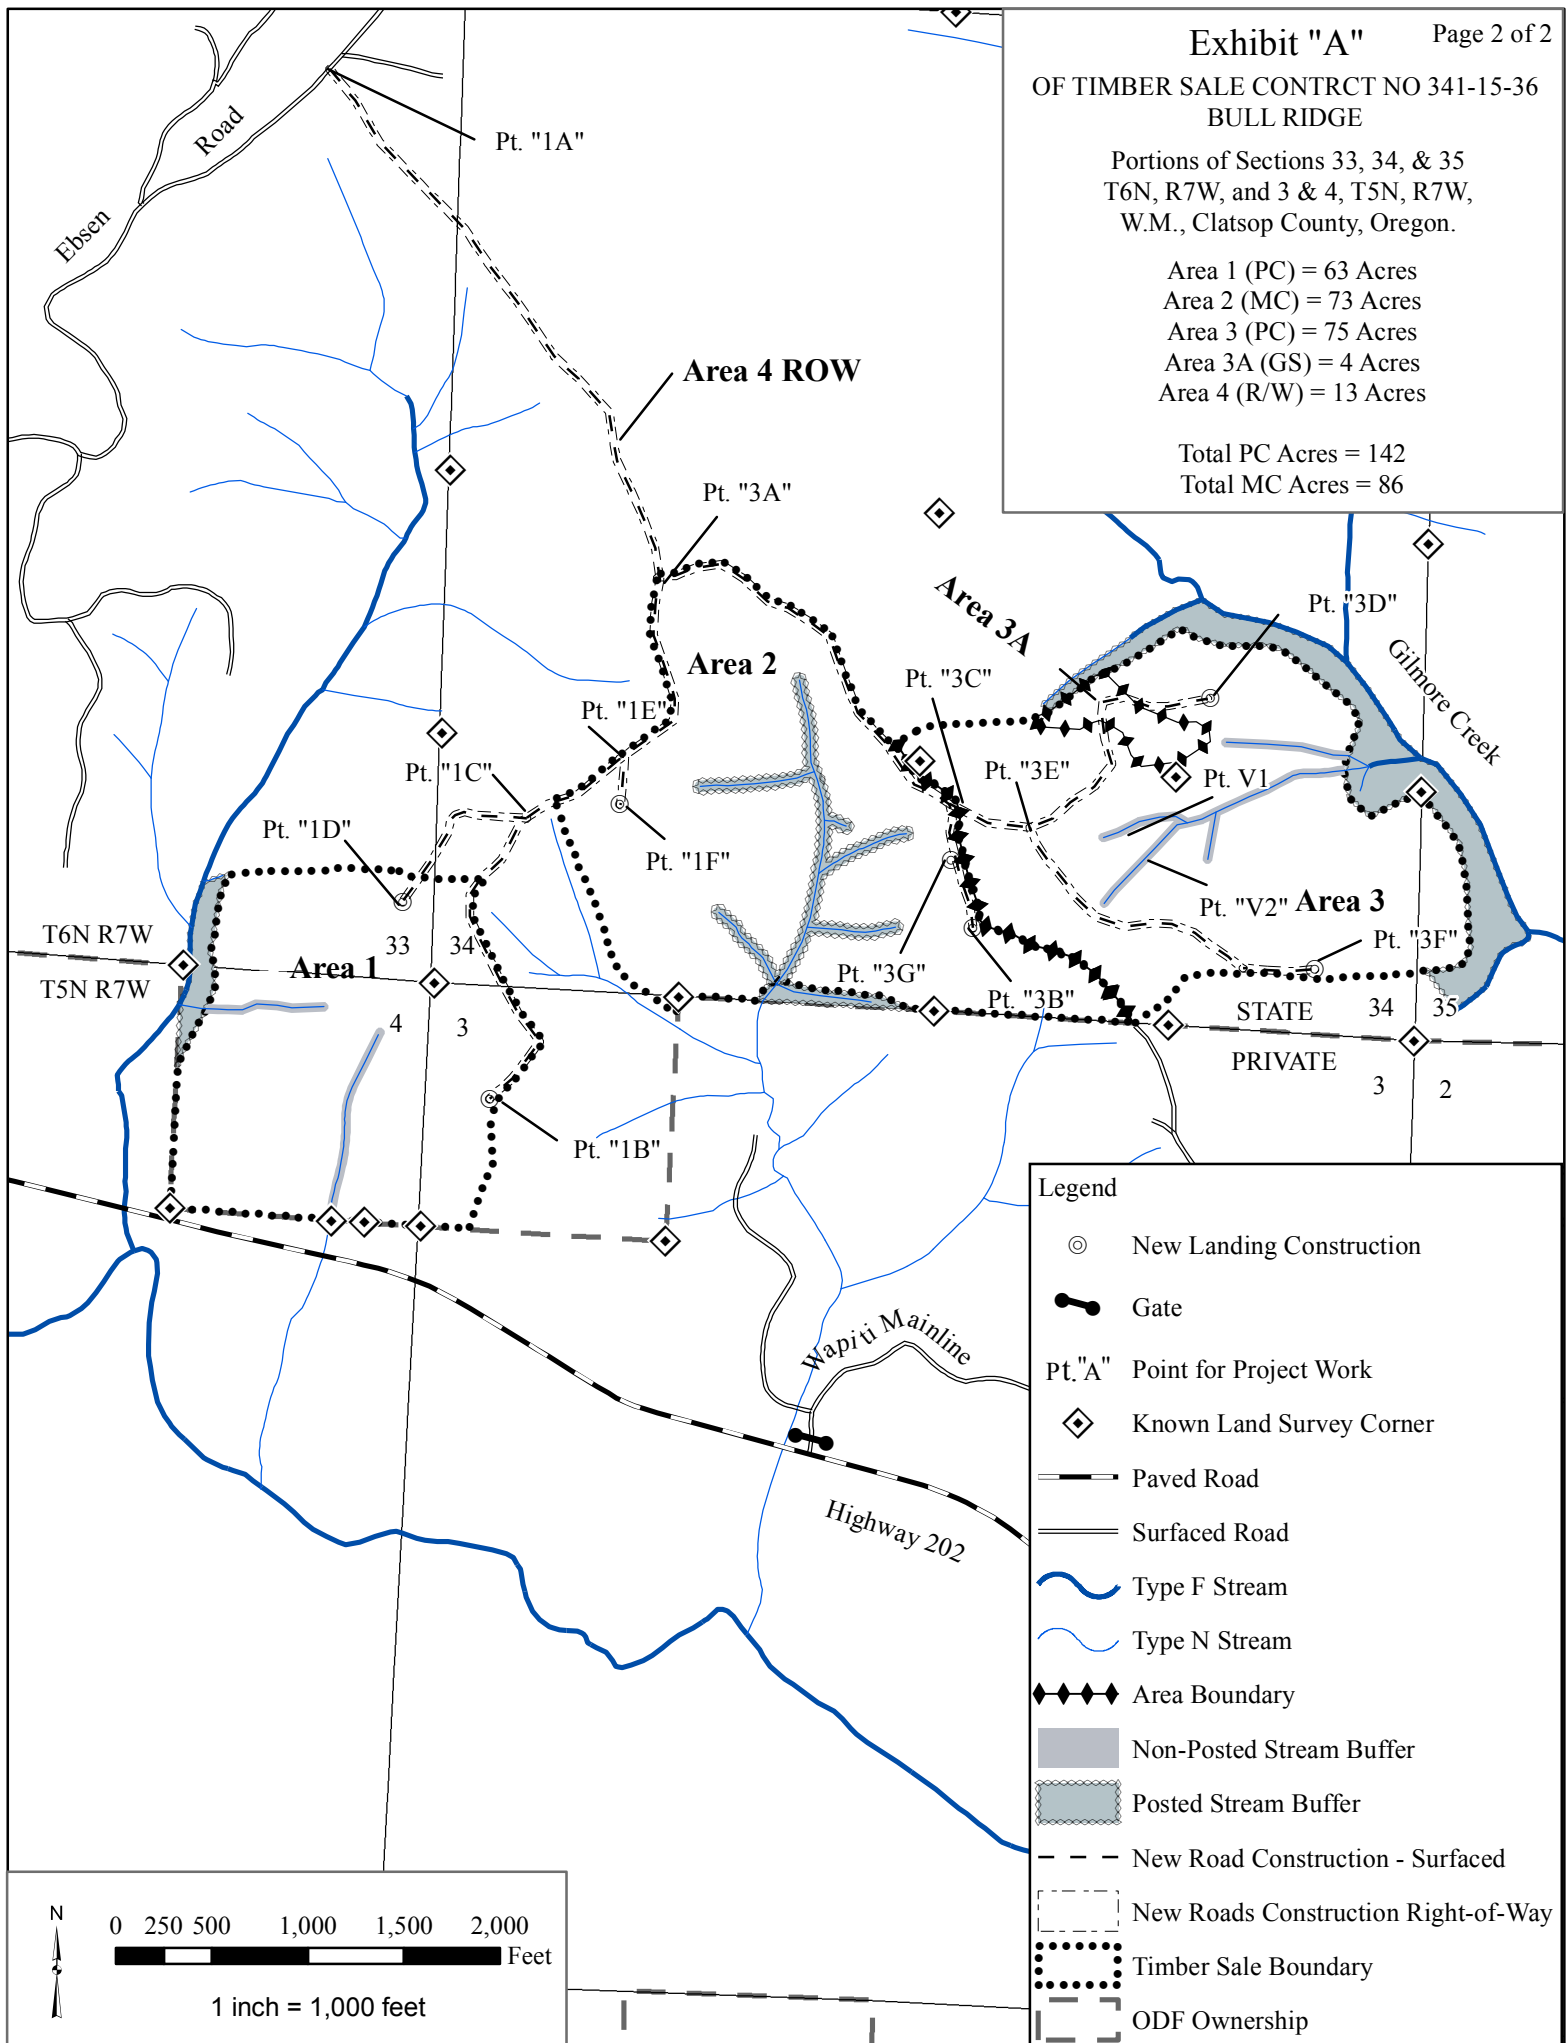 Exhibit "A"
Page 2 of 2
OF TIMBER SALE CONTRCT NO 341-15-36
BULL RIDGE
Portions of Sections 33, 34, & 35
T6N, R7W, and 3 & 4, T5N, R7W,
W.M., Clatsop County, Oregon.
Area 1 (PC) = 63 Acres
Area 2 (MC) = 73 Acres
Area 3 (PC) = 75 Acres
Area 3A (GS) = 4 Acres
Area 4 (R/W) = 13 Acres
Total PC Acres = 142
Total MC Acres = 86
Ebsen Road
Pt. "1A"
Area 4 ROW
Pt. "3A"
Area 3A
Pt. "3D"
Gilmore Creek
Area 2
Pt. "3C"
Pt. "1E"
Pt. "1C"
Pt. "3E"
Pt. V1
Pt. "1D"
Pt. "1F"
Pt. "V2"
Area 3
T6N R7W
33
34
Area 1
Pt. "3F"
Pt. "3G"
T5N R7W
Pt. "3B"
STATE
34
35
4
3
PRIVATE
3
2
Pt. "1B"
Wapiti Mainline
Highway 202
Legend
New Landing Construction
Gate
Pt."A" Point for Project Work
Known Land Survey Corner
Paved Road
Surfaced Road
Type F Stream
Type N Stream
Area Boundary
Non-Posted Stream Buffer
Posted Stream Buffer
New Road Construction - Surfaced
New Roads Construction Right-of-Way
Timber Sale Boundary
ODF Ownership
N
0 250 500 1,000 1,500 2,000
Feet
1 inch = 1,000 feet